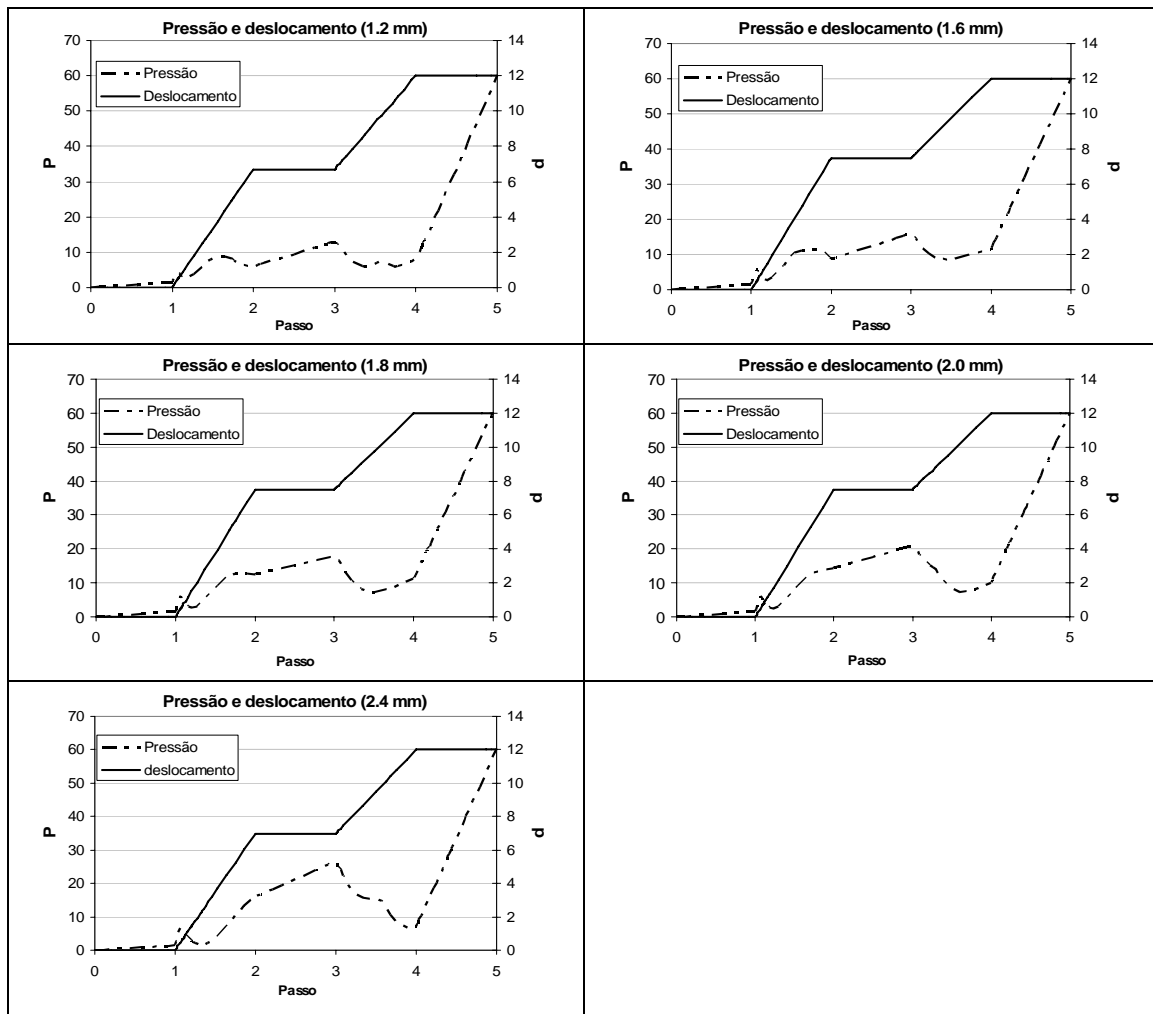 Pressão e deslocamento (1.2 mm)
70
60
50
40
30
20
10
0
P
14
12
10
8
6
4
2
0
d
Pressão
Deslocamento
0 1 2 3 4 5
Passo
Pressão e deslocamento (1.6 mm)
70
60
50
40
30
20
10
0
P
14
12
10
8
6
4
2
0
d
Pressão
Deslocamento
0 1 2 3 4 5
Passo
Pressão e deslocamento (1.8 mm)
70
60
50
40
30
20
10
0
P
14
12
10
8
6
4
2
0
d
Pressão
Deslocamento
0 1 2 3 4 5
Passo
Pressão e deslocamento (2.0 mm)
70
60
50
40
30
20
10
0
P
14
12
10
8
6
4
2
0
d
Pressão
Deslocamento
0 1 2 3 4 5
Passo
Pressão e deslocamento (2.4 mm)
70
60
50
40
30
20
10
0
P
14
12
10
8
6
4
2
0
d
Pressão
deslocamento
0 1 2 3 4 5
Passo